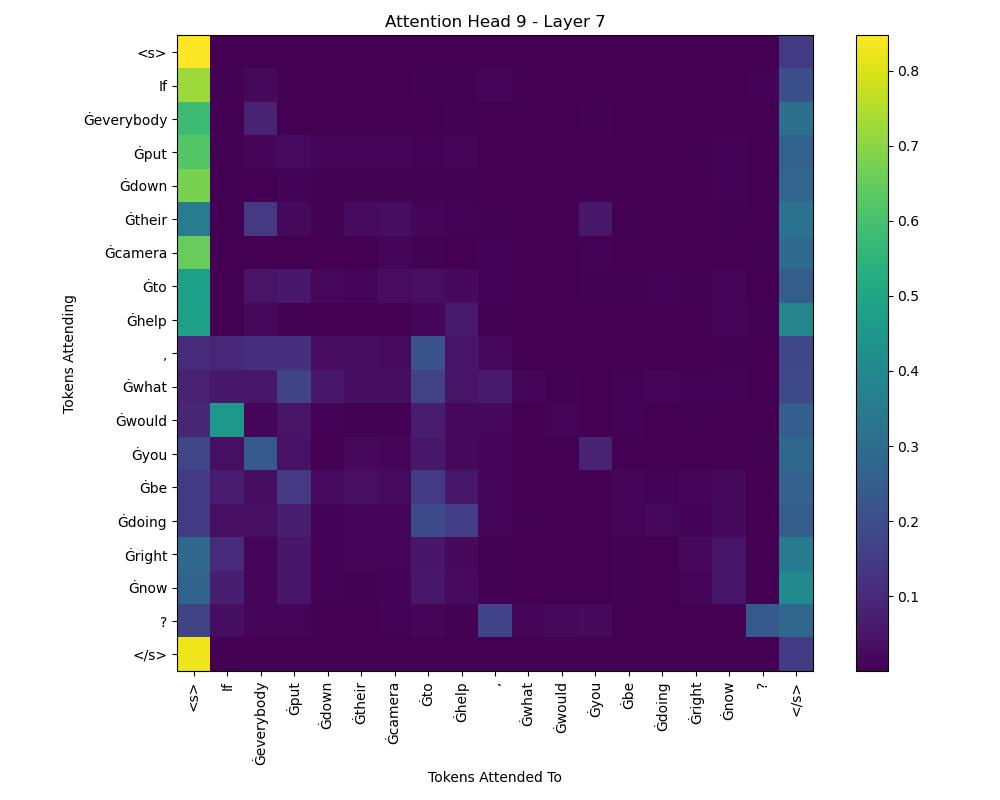 Attention Head 9 - Layer 7
<s>
If
Ġeverybody
Ġput
Ġdown
Ġtheir
Ġcamera
Ġto
Ġhelp
,
Ġwhat
Ġwould
Ġyou
Ġbe
Ġdoing
Ġright
Ġnow
?
</s>
Tokens Attending
<s>
If
Ġeverybody
Ġput
Ġdown
Ġtheir
Ġcamera
Ġto
Ġhelp
,
Ġwhat
Ġwould
Ġyou
Ġbe
Ġdoing
Ġright
Ġnow
?
</s>
Tokens Attended To
0.8
0.7
0.6
0.5
0.4
0.3
0.2
0.1